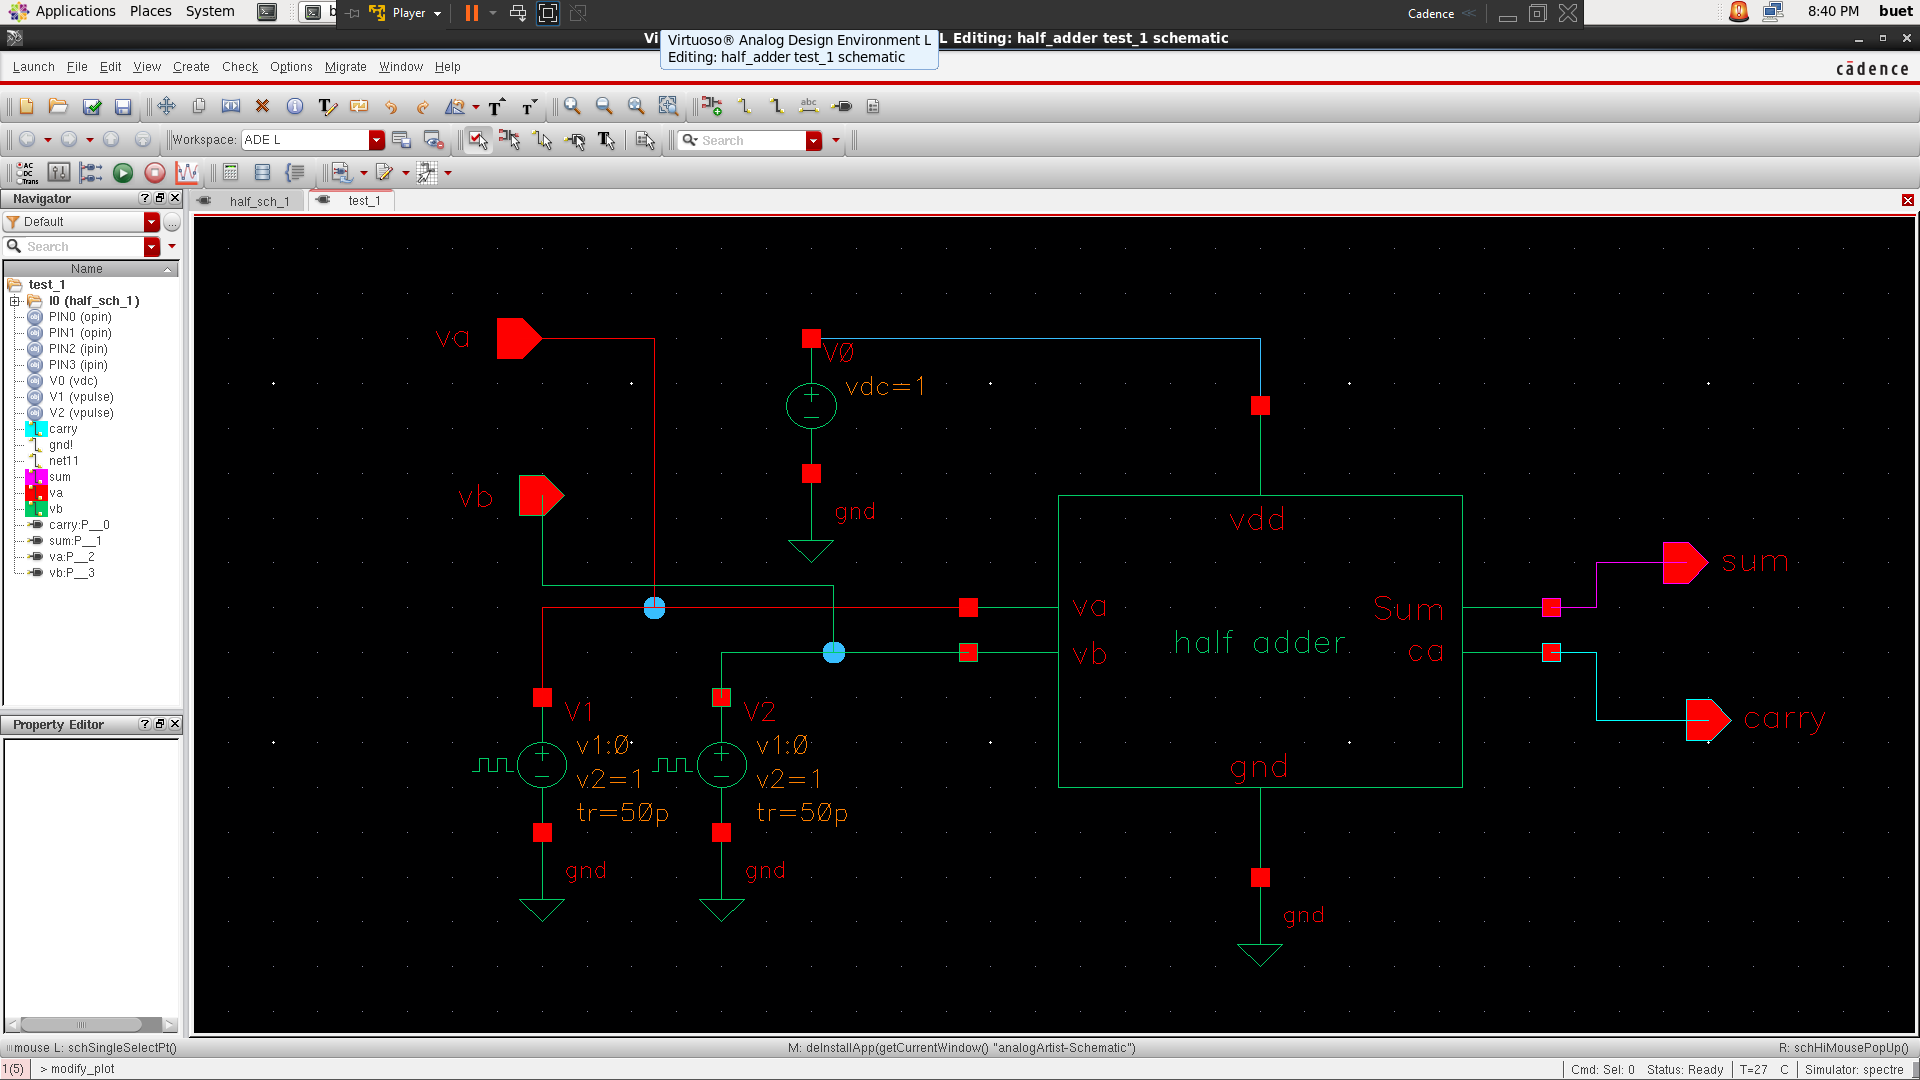 Applications Places System
b
Player
Cadence
8:40 PM
buet
Vi
L Editing: half_adder test_1 schematic
Virtuoso® Analog Design Environment L
Editing: half_adder test_1 schematic
Launch File Edit View Create Check Options Migrate Window Help
cādence
abc
Workspace: ADE L
Search
AC
DC
Trans
Navigator
half_sch_1
test_1
Default
Search
Name
test_1
I0 (half_sch_1)
PIN0 (opin)
PIN1 (opin)
PIN2 (ipin)
PIN3 (ipin)
V0 (vdc)
V1 (vpulse)
V2 (vpulse)
carry
gnd!
net11
sum
va
vb
carry:P__0
sum:P__1
va:P__2
vb:P__3
Property Editor
va
V0
vdc=1
vb
gnd
vdd
sum
va
Sum
half adder
vb
ca
V1
V2
carry
v1:0
v2=1
tr=50p
v1:0
v2=1
tr=50p
gnd
gnd
gnd
gnd
mouse L: schSingleSelectPt()
M: deInstallApp(getCurrentWindow() "analogArtist-Schematic")
R: schHiMousePopUp()
1(5)
> modify_plot
Cmd: Sel: 0
Status: Ready
T=27 C
Simulator: spectre